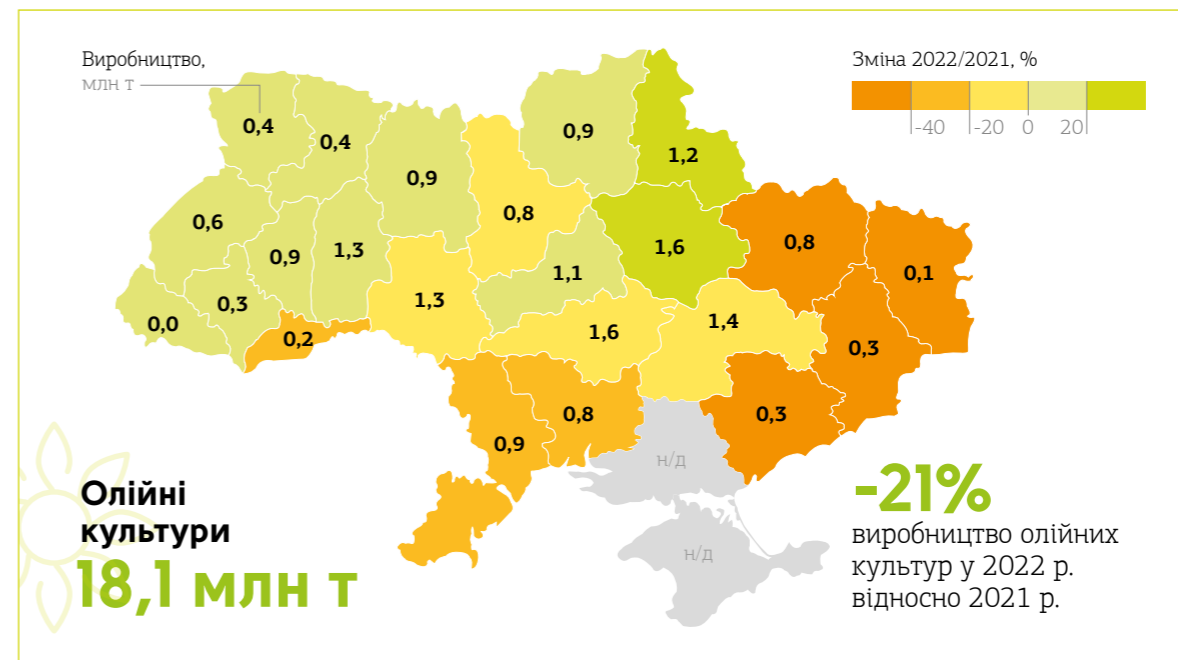 Виробництво,
млн т
Зміна 2022/2021, %
-40 -20 0 20
0,4
0,4
0,9
0,9
1,2
0,8
0,6
0,9
1,3
1,6
0,8
0,1
1,1
0,3
1,3
0,0
0,2
1,6
1,4
0,3
0,9
0,8
0,3
н/д
н/д
Олійні
культури
18,1 млн т
-21%
виробництво олійних
культур у 2022 р.
відносно 2021 р.